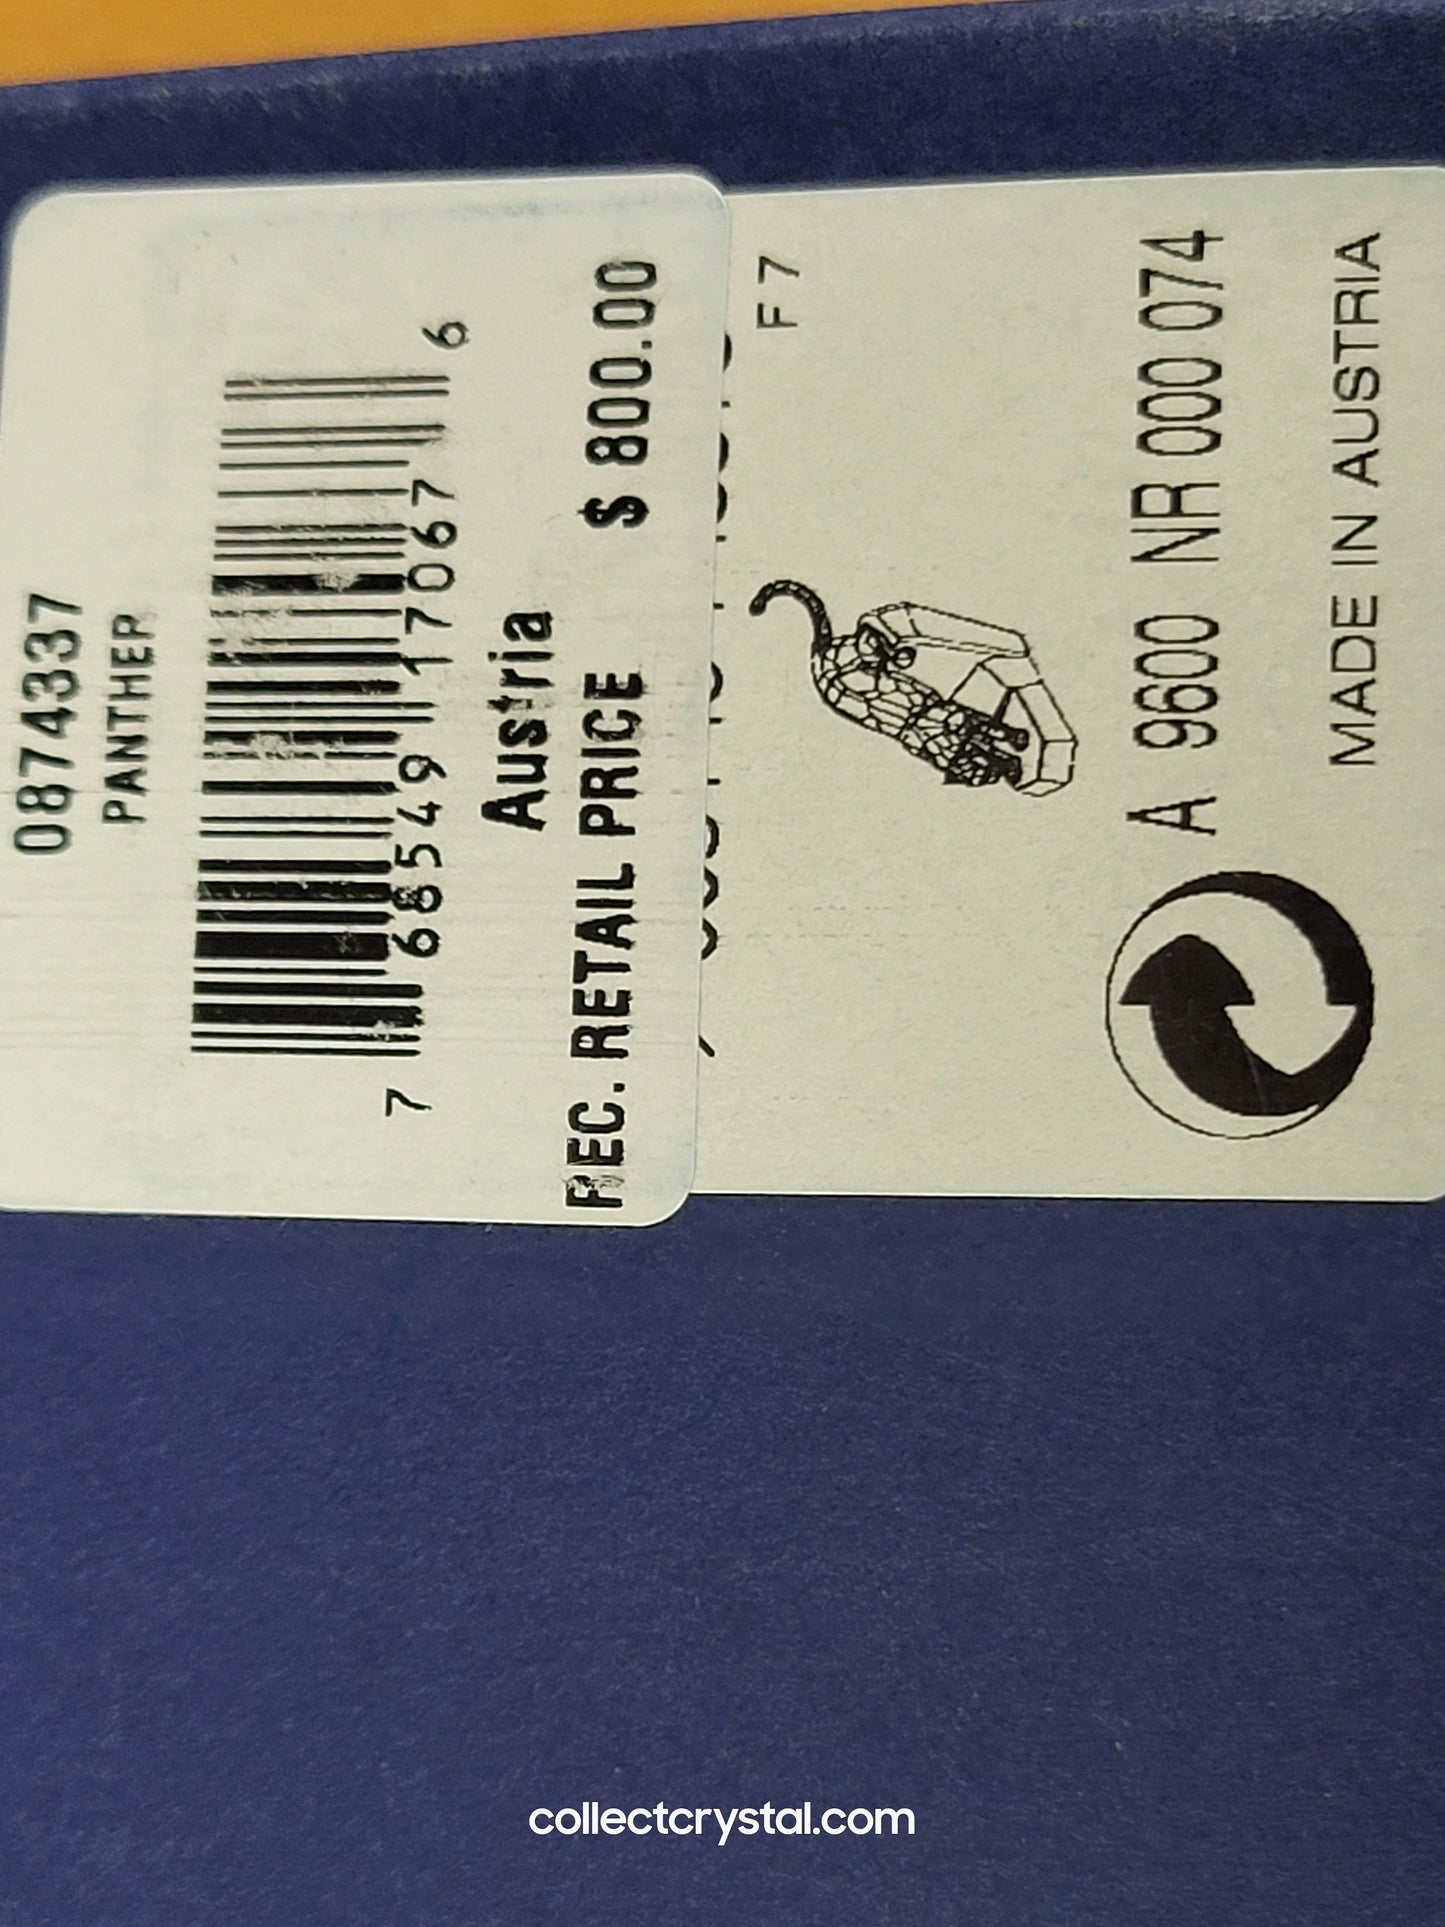 0874337
PANTHER
7 68549 17067 6
Austria
REC. RETAIL PRICE $ 800.00
F 7
A 9600 NR 000 074
MADE IN AUSTRIA
collectcrystal.com